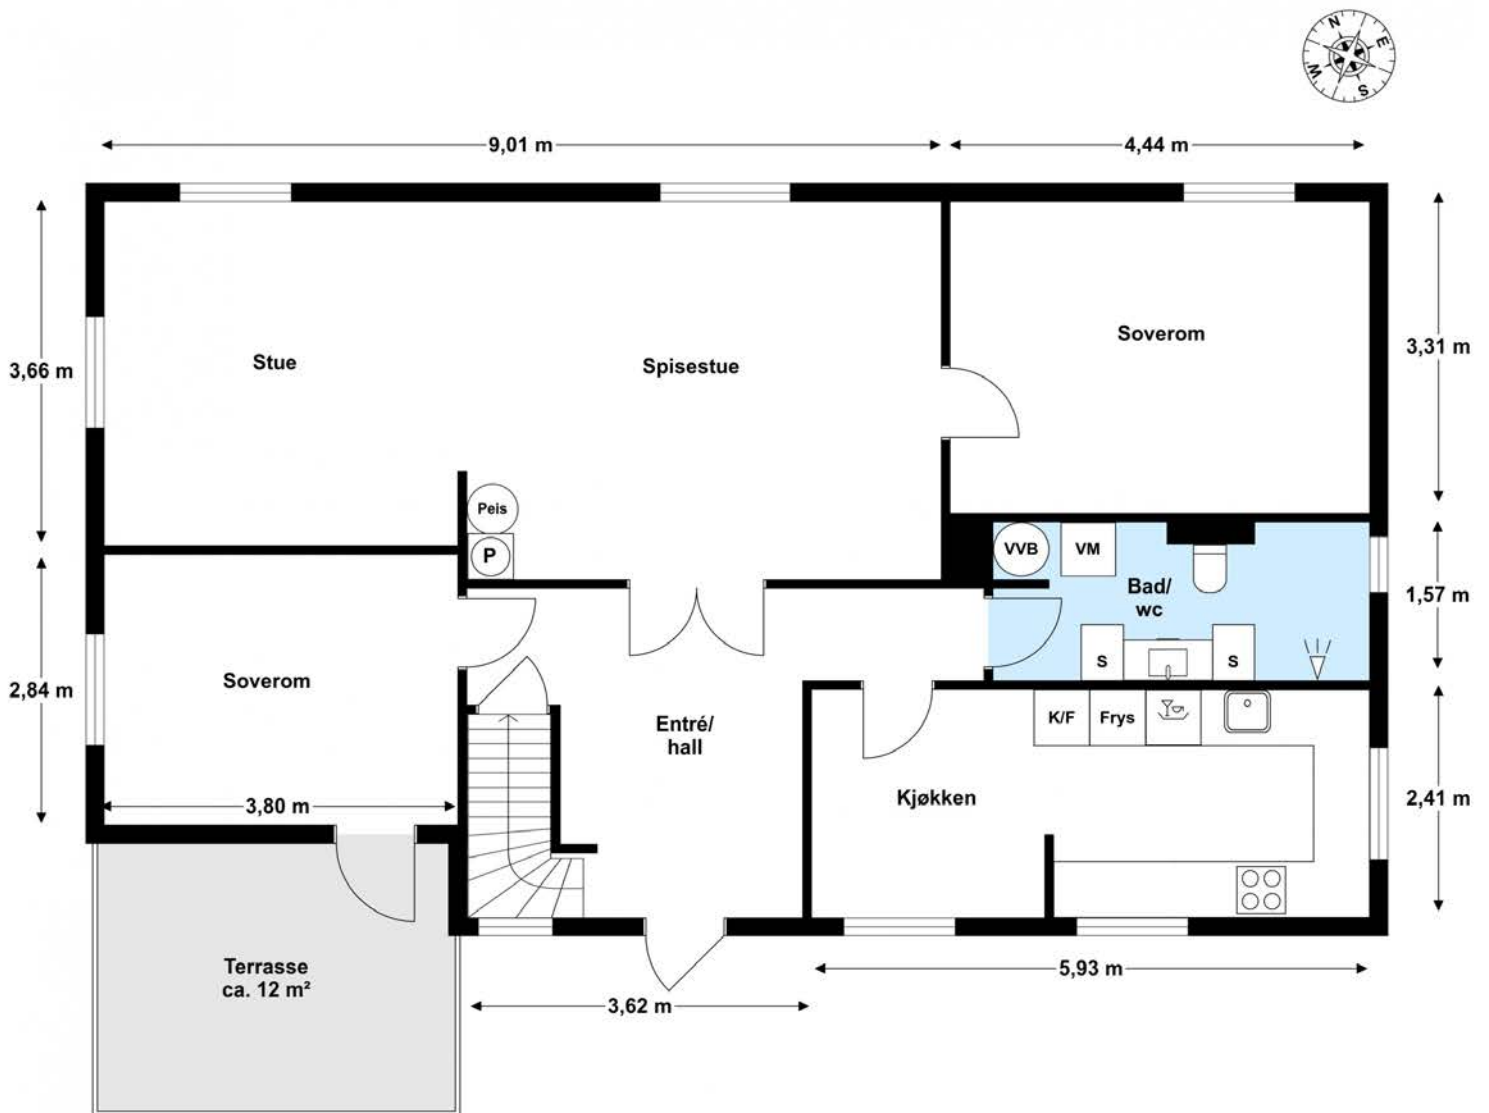 N
E
W
S
9,01 m
4,44 m
3,66 m
Stue
Spisestue
Soverom
3,31 m
Peis
P
VVB
VM
Bad/
wc
1,57 m
S
S
2,84 m
Soverom
Entré/
hall
K/F
Frys
3,80 m
Kjøkken
2,41 m
Terrasse
ca. 12 m²
5,93 m
3,62 m